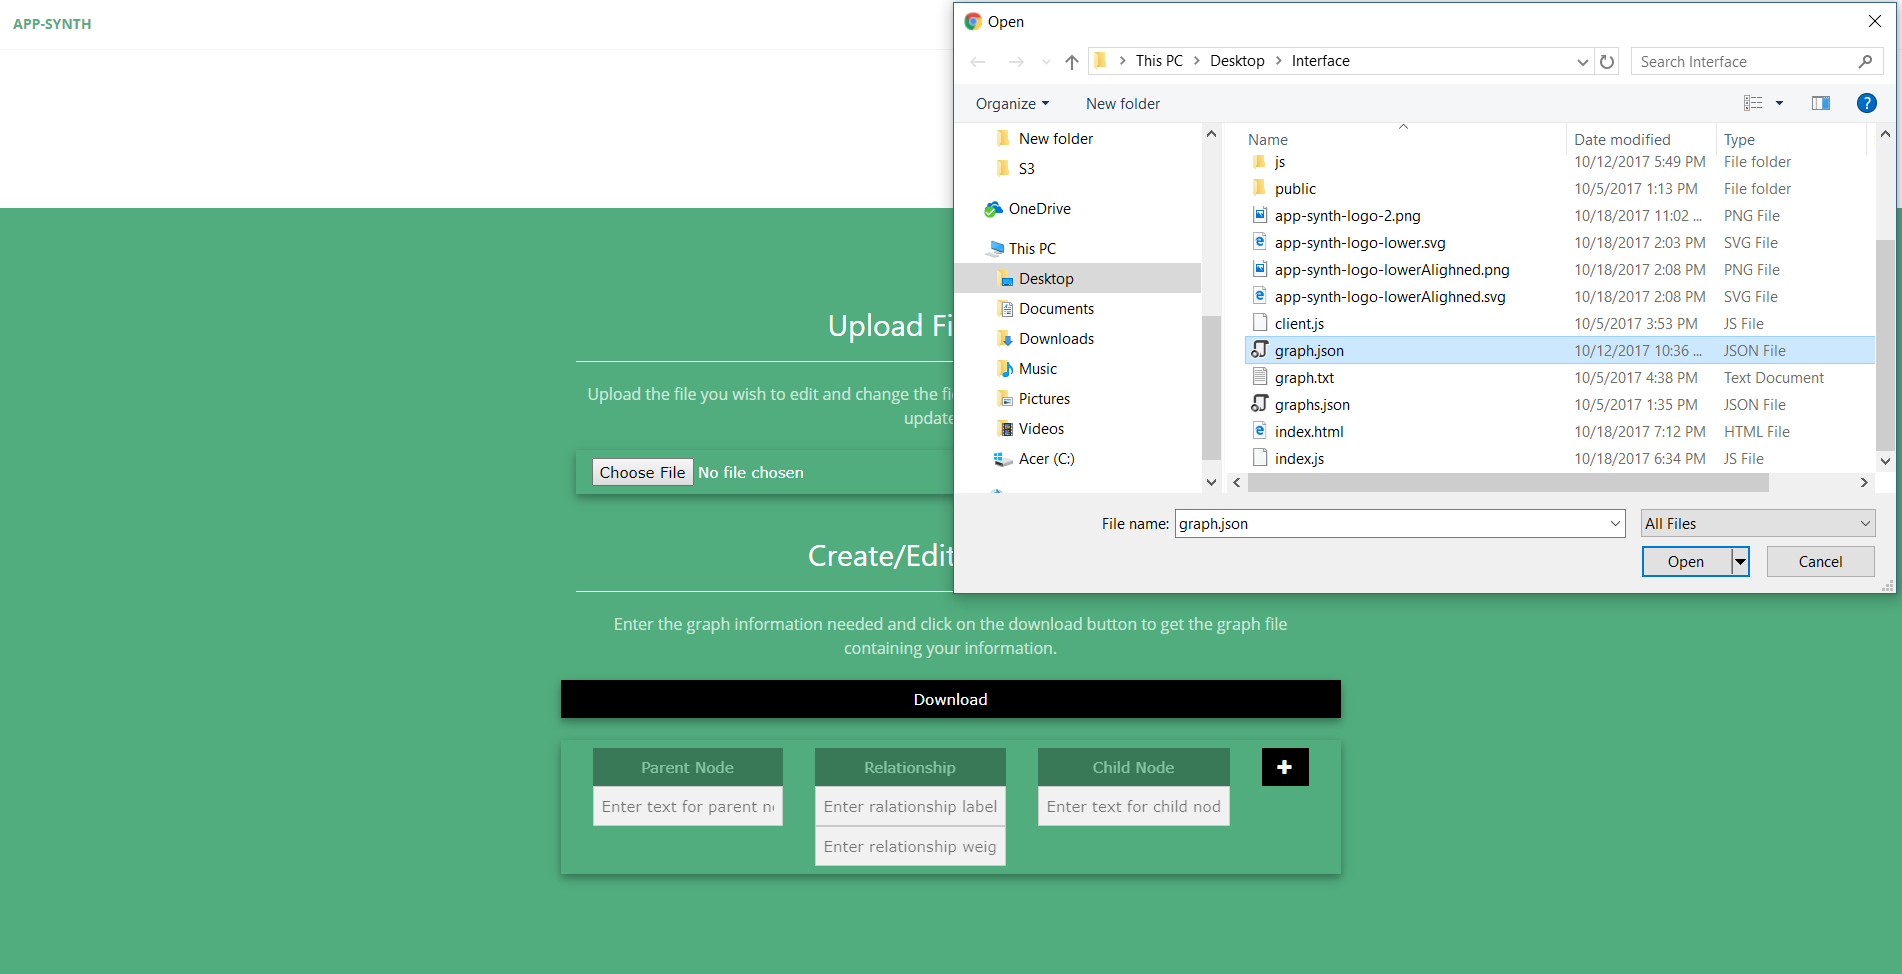 APP-SYNTH
Upload Fi
Upload the file you wish to edit and change the fi
update
Choose File No file chosen
Create/Edit
Enter the graph information needed and click on the download button to get the graph file
containing your information.
Download
Parent Node Relationship Child Node
Enter text for parent n Enter ralationship label Enter text for child nod
Enter relationship weig
Open
This PC > Desktop > Interface
Search Interface
Organize New folder
New folder
S3
OneDrive
This PC
Desktop
Documents
Downloads
Music
Pictures
Videos
Acer (C:)
Name Date modified Type
js 10/12/2017 5:49 PM File folder
public 10/5/2017 1:13 PM File folder
app-synth-logo-2.png 10/18/2017 11:02 ... PNG File
app-synth-logo-lower.svg 10/18/2017 2:03 PM SVG File
app-synth-logo-lowerAlighned.png 10/18/2017 2:08 PM PNG File
app-synth-logo-lowerAlighned.svg 10/18/2017 2:08 PM SVG File
client.js 10/5/2017 3:53 PM JS File
graph.json 10/12/2017 10:36 ... JSON File
graph.txt 10/5/2017 4:38 PM Text Document
graphs.json 10/5/2017 1:35 PM JSON File
index.html 10/18/2017 7:12 PM HTML File
index.js 10/18/2017 6:34 PM JS File
File name: graph.json All Files
Open Cancel